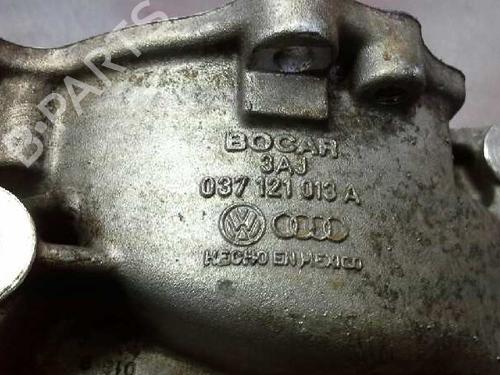 B-PARTS
BOCAR
3AJ
037 121 013 A
HECHO EN MEXICO